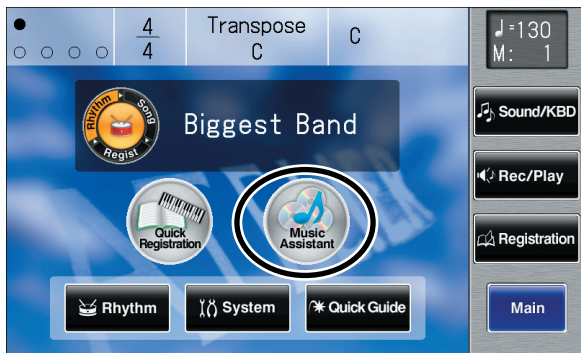 4
4
Transpose
C
C
♩=130
M: 1
Rhythm
Song
Regist
Biggest Band
Quick
Registration
Music
Assistant
Sound/KBD
Rec/Play
Registration
Main
Rhythm
System
Quick Guide